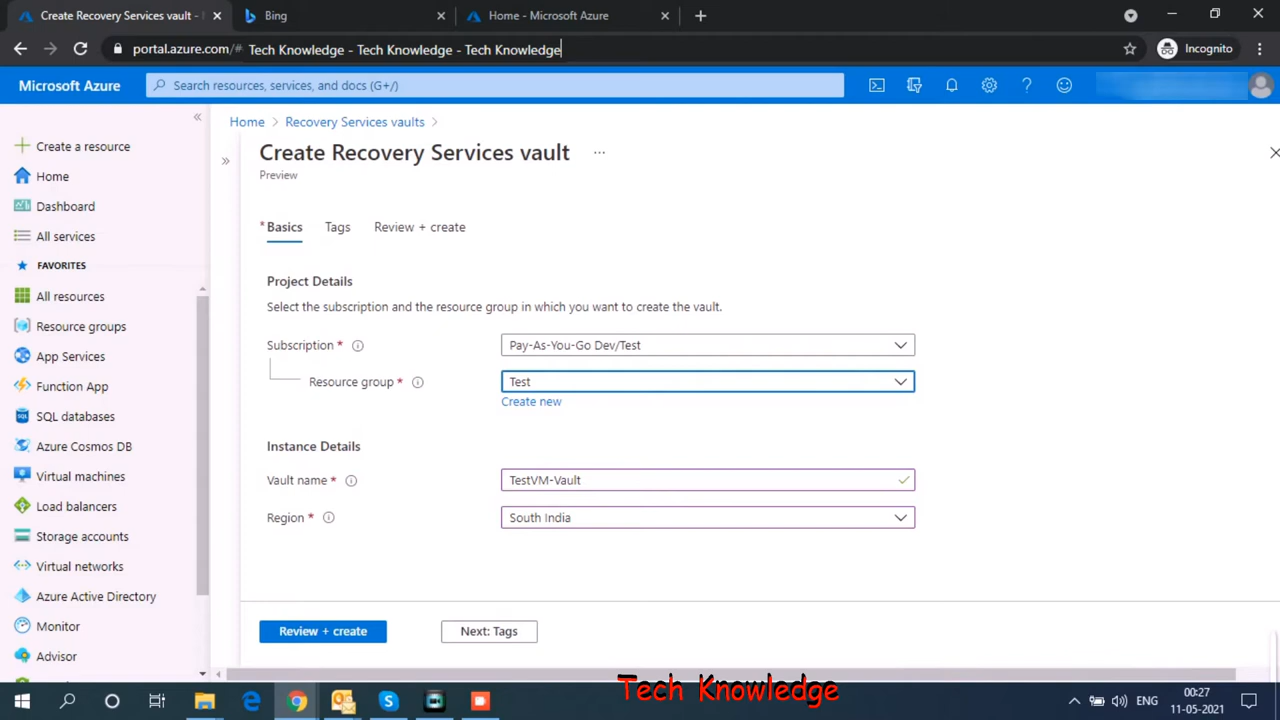 Create Recovery Services vault -
Bing
Home - Microsoft Azure
portal.azure.com/#
Tech Knowledge - Tech Knowledge - Tech Knowledge
Incognito
Microsoft Azure
Search resources, services, and docs (G+/)
Create a resource
Home
Dashboard
All services
FAVORITES
All resources
Resource groups
App Services
Function App
SQL databases
Azure Cosmos DB
Virtual machines
Load balancers
Storage accounts
Virtual networks
Azure Active Directory
Monitor
Advisor
Home > Recovery Services vaults >
Create Recovery Services vault ...
Preview
* Basics
Tags
Review + create
Project Details
Select the subscription and the resource group in which you want to create the vault.
Subscription *
Pay-As-You-Go Dev/Test
Resource group *
Test
Create new
Instance Details
Vault name *
TestVM-Vault
Region *
South India
Review + create
Next: Tags
Tech Knowledge
ENG
00:27
11-05-2021